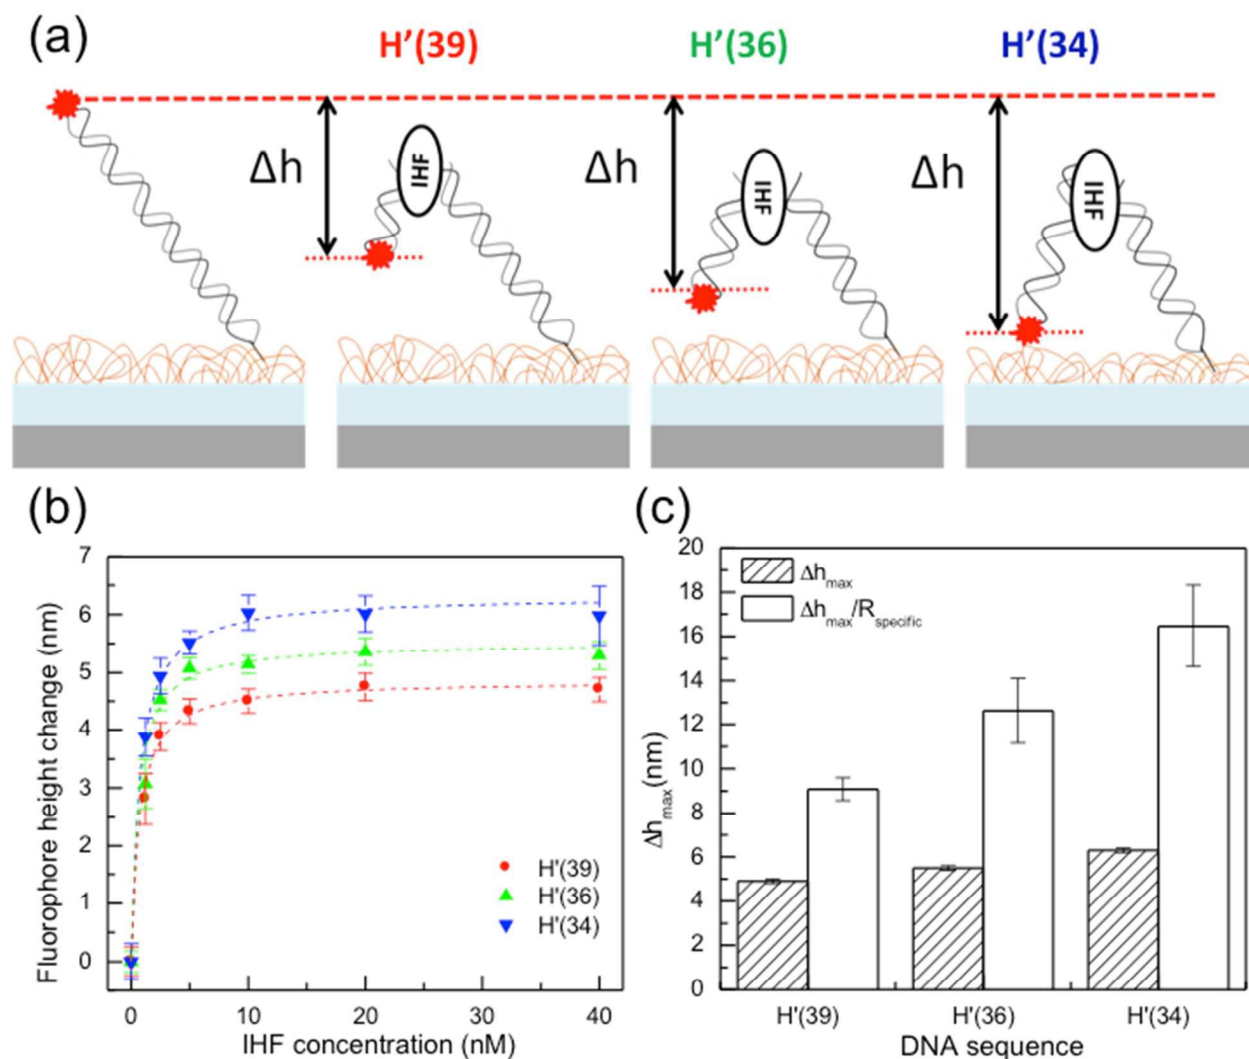 (a)
H’(39)
H’(36)
H’(34)
Δh
IHF
Δh
IHF
Δh
IHF
(b)
7
6
5
4
3
2
1
0
Fluorophore height change (nm)
H'(39)
H'(36)
H'(34)
0
10
20
30
40
IHF concentration (nM)
(c)
20
18
16
14
12
10
8
6
4
2
0
Δhmax(nm)
Δhmax
Δhmax/Rspecific
H'(39)
H'(36)
H'(34)
DNA sequence